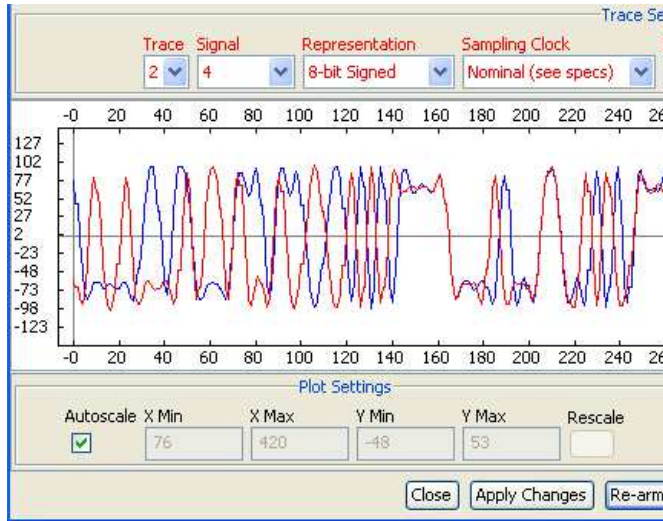 Trace Se
Trace Signal Representation Sampling Clock
2 4 8-bit Signed Nominal (see specs)
-0 20 40 60 80 100 120 140 160 180 200 220 240 26
127
102
77
52
27
2
-23
-48
-73
-98
-123
-0 20 40 60 80 100 120 140 160 180 200 220 240 26
Plot Settings
Autoscale X Min X Max Y Min Y Max Rescale
76 420 -48 53
Close Apply Changes Re-arm